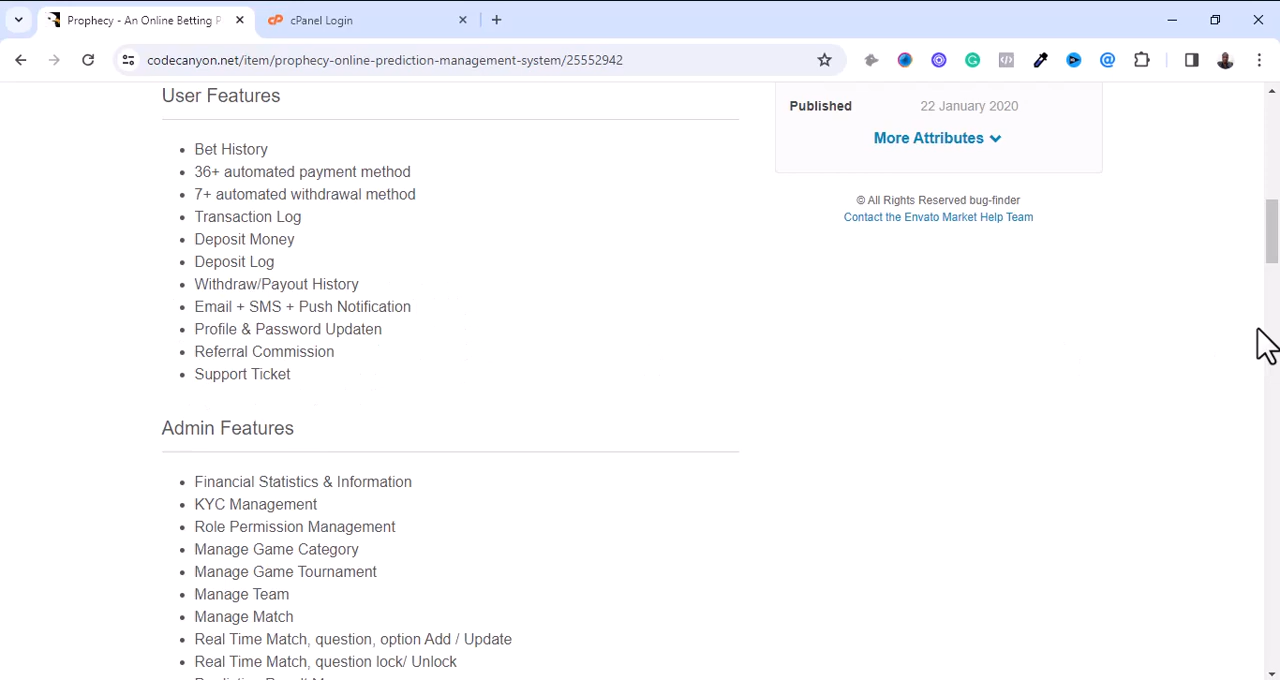 Prophecy - An Online Betting P
cPanel Login
codecanyon.net/item/prophecy-online-prediction-management-system/25552942
User Features
Bet History
36+ automated payment method
7+ automated withdrawal method
Transaction Log
Deposit Money
Deposit Log
Withdraw/Payout History
Email + SMS + Push Notification
Profile & Password Updaten
Referral Commission
Support Ticket
Published 22 January 2020
More Attributes
© All Rights Reserved bug-finder
Contact the Envato Market Help Team
Admin Features
Financial Statistics & Information
KYC Management
Role Permission Management
Manage Game Category
Manage Game Tournament
Manage Team
Manage Match
Real Time Match, question, option Add / Update
Real Time Match, question lock/ Unlock